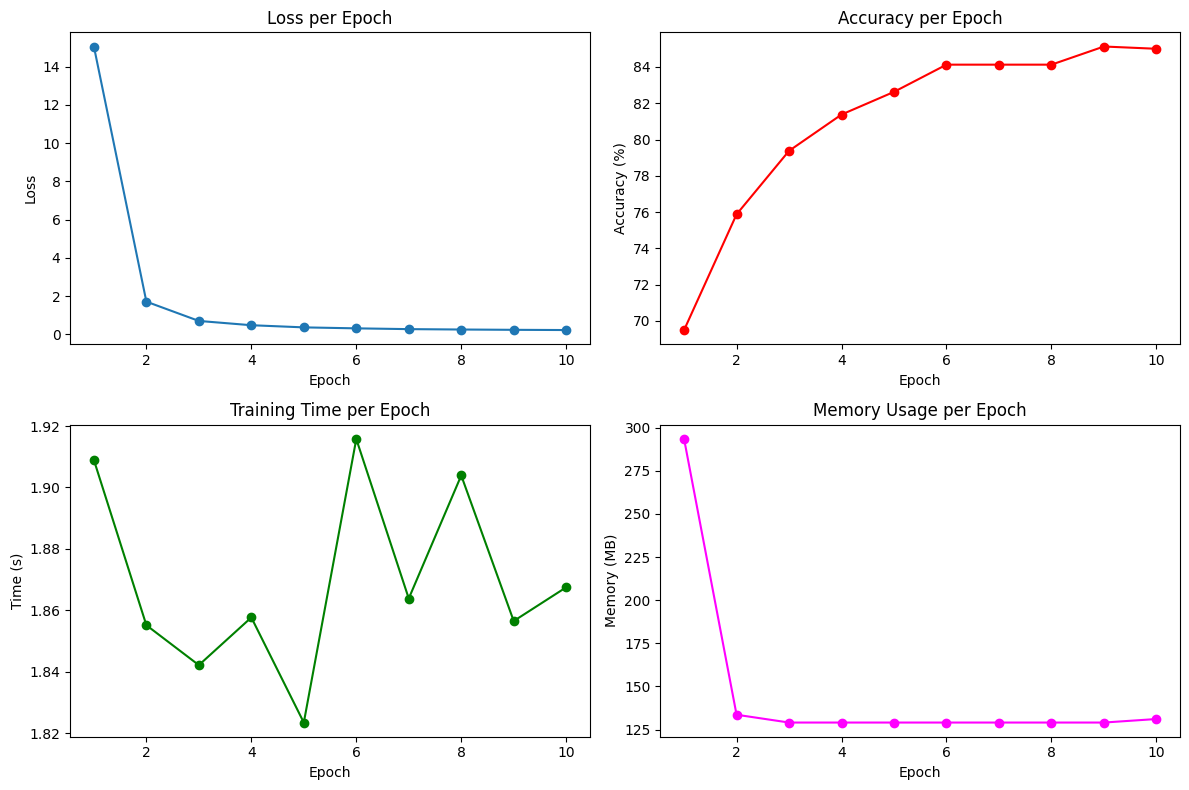 Loss per Epoch
14
12
10
8
6
4
2
0
Loss
2 4 6 8 10
Epoch
Accuracy per Epoch
84
82
80
78
76
74
72
70
Accuracy (%)
2 4 6 8 10
Epoch
Training Time per Epoch
1.92
1.90
1.88
1.86
1.84
1.82
Time (s)
2 4 6 8 10
Epoch
Memory Usage per Epoch
300
275
250
225
200
175
150
125
Memory (MB)
2 4 6 8 10
Epoch